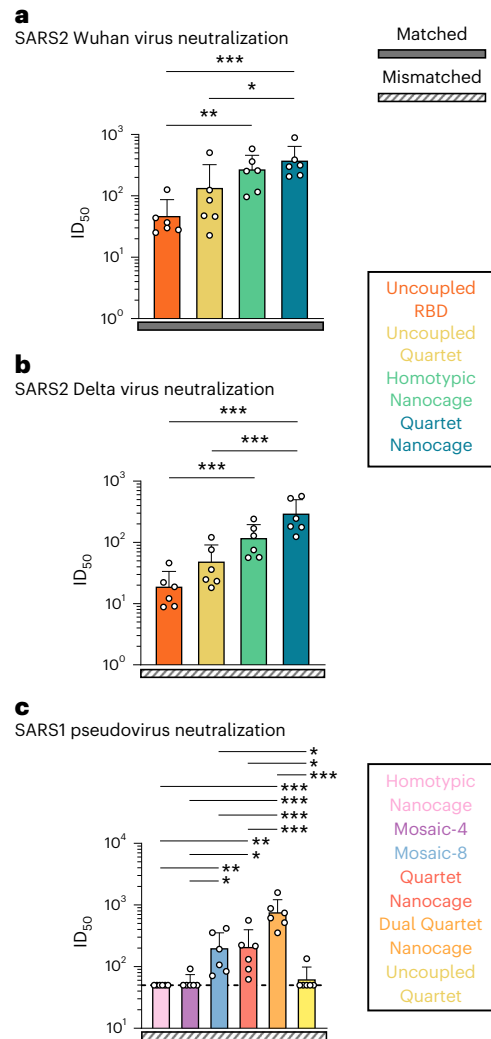 a
SARS2 Wuhan virus neutralization
Matched
Mismatched
***
*
**
10³
10²
10¹
10⁰
ID₅₀
Uncoupled
RBD
Uncoupled
Quartet
Homotypic
Nanocage
Quartet
Nanocage
b
SARS2 Delta virus neutralization
***
***
***
10³
10²
10¹
10⁰
ID₅₀
c
SARS1 pseudovirus neutralization
*
*
***
***
***
***
***
**
*
**
*
10⁴
10³
10²
10¹
ID₅₀
Homotypic
Nanocage
Mosaic-4
Mosaic-8
Quartet
Nanocage
Dual Quartet
Nanocage
Uncoupled
Quartet